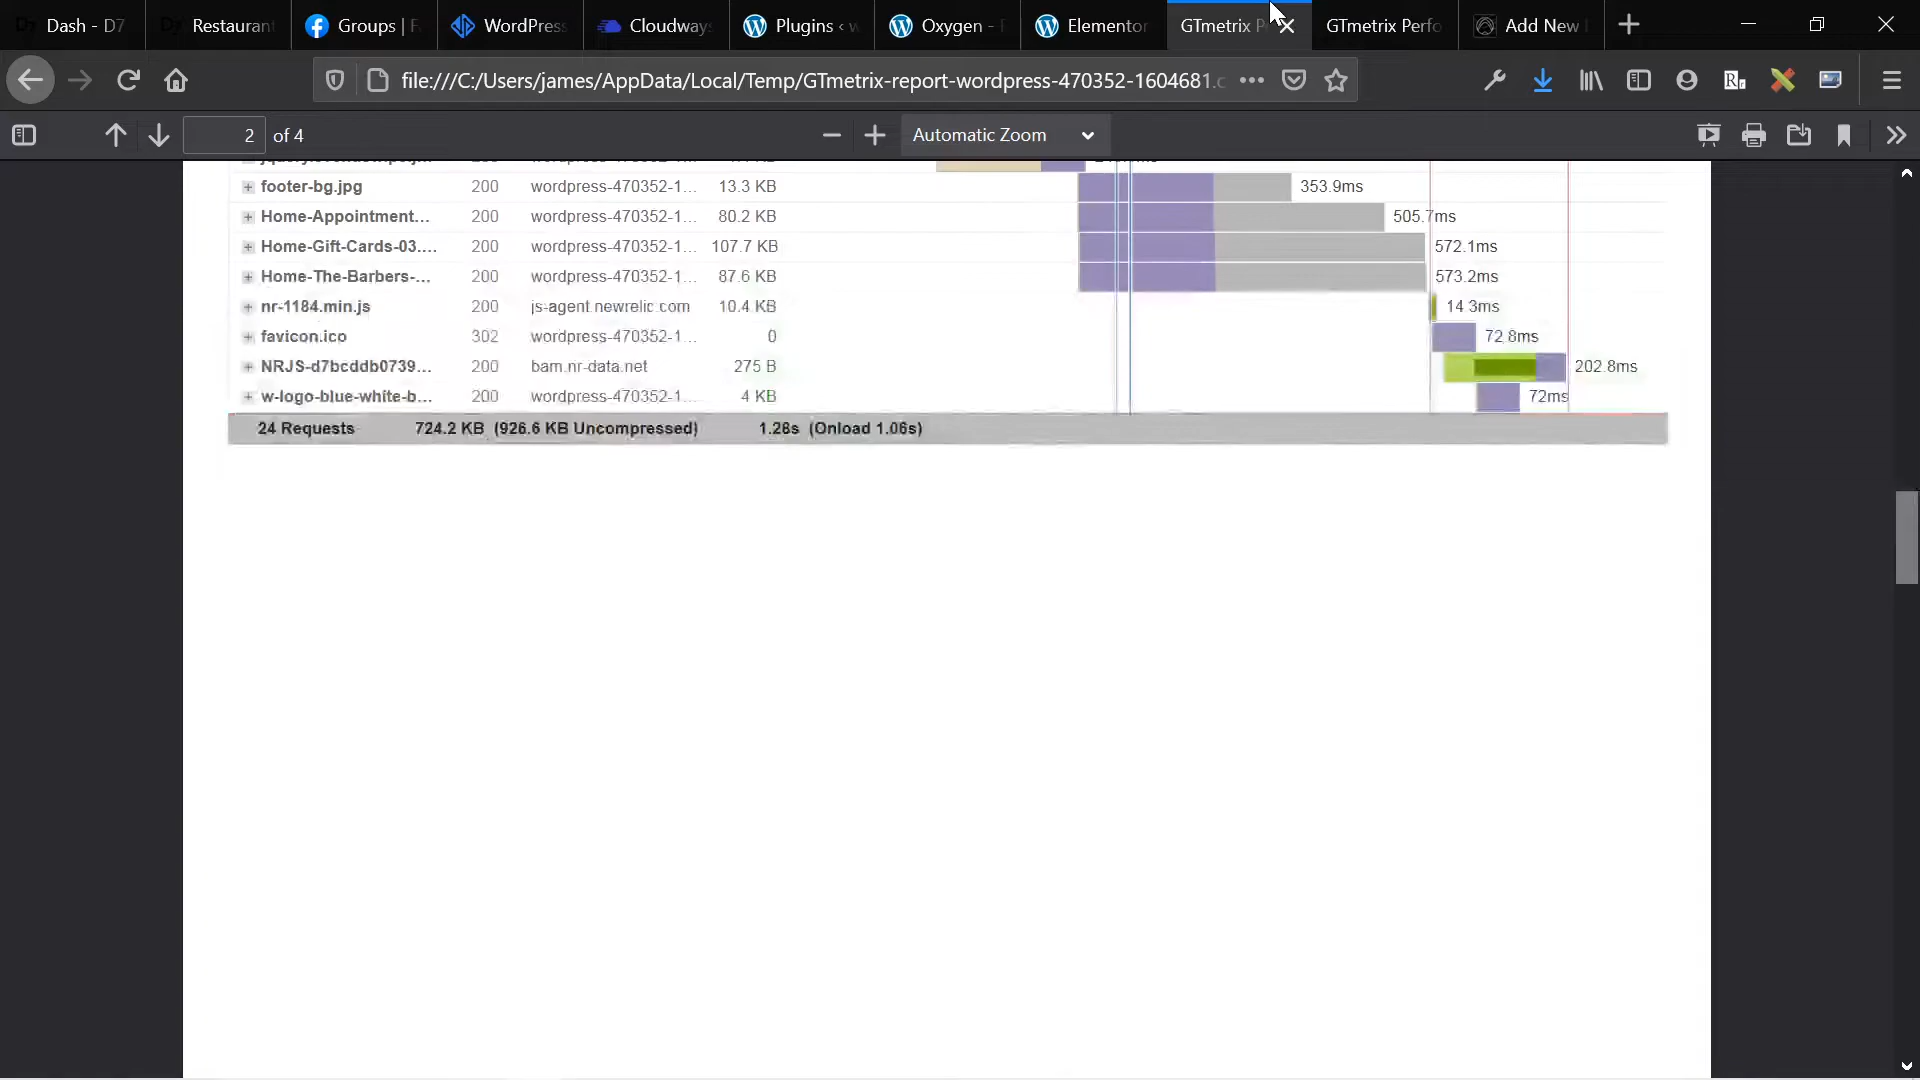 Dash - D7
Restaurant
Groups | F
WordPress
Cloudways
Plugins ‹ w
Oxygen -
Elementor
GTmetrix P
GTmetrix Perfo
Add New
file:///C:/Users/james/AppData/Local/Temp/GTmetrix-report-wordpress-470352-1604681.c
2 of 4
Automatic Zoom
footer-bg.jpg 200 wordpress-470352-1... 13.3 KB 353.9ms
Home-Appointment... 200 wordpress-470352-1... 80.2 KB 505.7ms
Home-Gift-Cards-03.... 200 wordpress-470352-1... 107.7 KB 572.1ms
Home-The-Barbers-... 200 wordpress-470352-1... 87.6 KB 573.2ms
nr-1184.min.js 200 js-agent.newrelic.com 10.4 KB 14.3ms
favicon.ico 302 wordpress-470352-1... 0 72.8ms
NRJS-d7bcddb0739... 200 bam.nr-data.net 275 B 202.8ms
w-logo-blue-white-b... 200 wordpress-470352-1... 4 KB 72ms
24 Requests 724.2 KB (926.6 KB Uncompressed) 1.28s (Onload 1.06s)